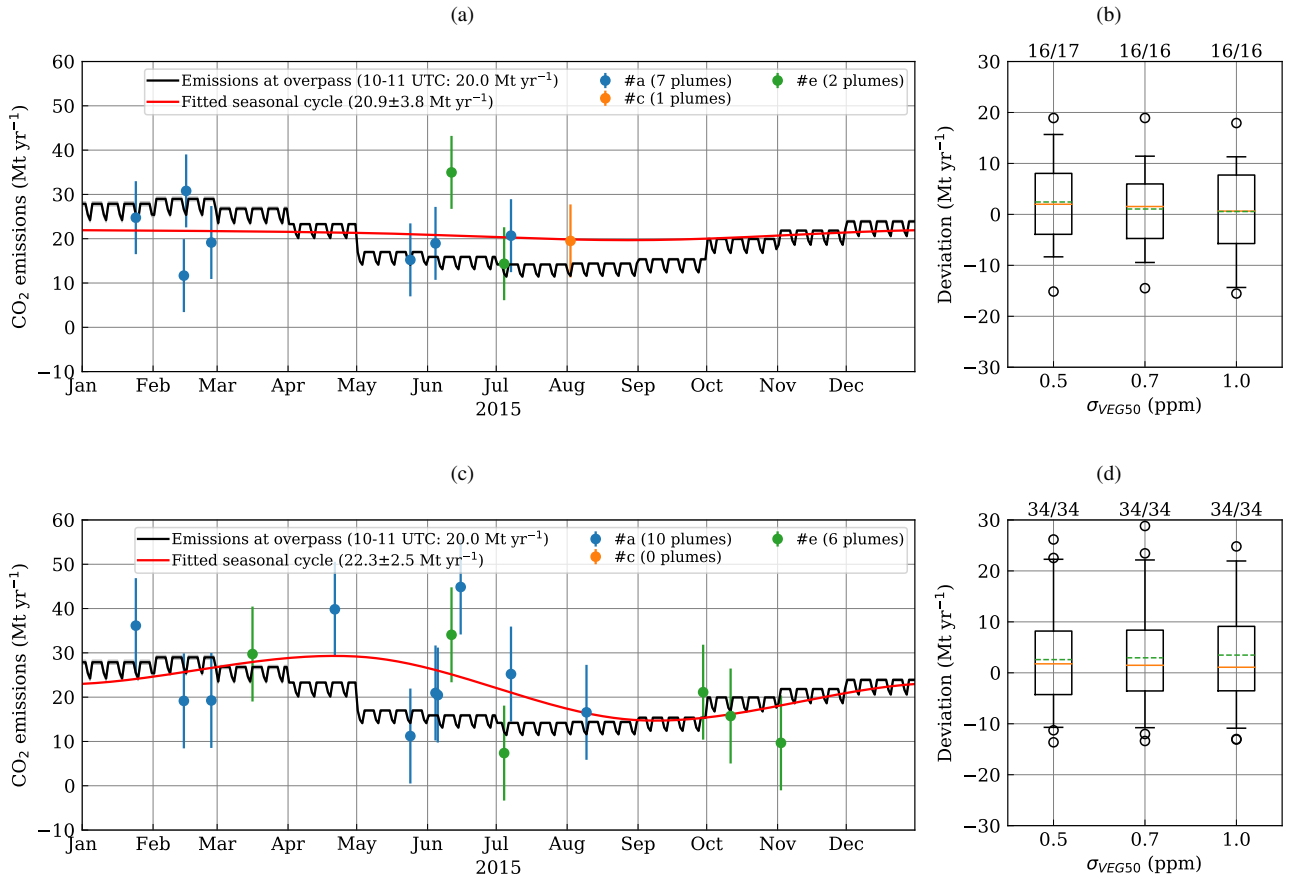 (a)
(b)
16/17 16/16 16/16
60
50
40
30
20
10
0
−10
CO₂ emissions (Mt yr⁻¹)
Emissions at overpass (10-11 UTC: 20.0 Mt yr⁻¹)
Fitted seasonal cycle (20.9±3.8 Mt yr⁻¹)
#a (7 plumes)
#c (1 plumes)
#e (2 plumes)
Jan Feb Mar Apr May Jun Jul Aug Sep Oct Nov Dec
2015
30
20
10
0
−10
−20
−30
Deviation (Mt yr⁻¹)
0.5 0.7 1.0
σVEG50 (ppm)
(c)
(d)
34/34 34/34 34/34
60
50
40
30
20
10
0
−10
CO₂ emissions (Mt yr⁻¹)
Emissions at overpass (10-11 UTC: 20.0 Mt yr⁻¹)
Fitted seasonal cycle (22.3±2.5 Mt yr⁻¹)
#a (10 plumes)
#c (0 plumes)
#e (6 plumes)
Jan Feb Mar Apr May Jun Jul Aug Sep Oct Nov Dec
2015
30
20
10
0
−10
−20
−30
Deviation (Mt yr⁻¹)
0.5 0.7 1.0
σVEG50 (ppm)